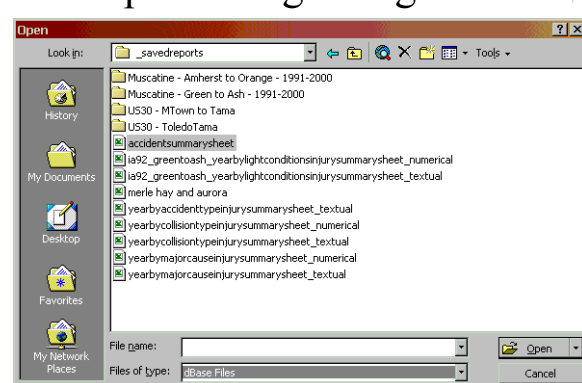 Open
Look in: _savedreports Tools
History
My Documents
Desktop
Favorites
My Network Places
Muscatine - Amherst to Orange - 1991-2000
Muscatine - Green to Ash - 1991-2000
US30 - MTown to Tama
US30 - ToledoTama
accidentsummarysheet
ia92_greentoash_yearbylightconditionsinjurysummarysheet_numerical
ia92_greentoash_yearbylightconditionsinjurysummarysheet_textual
merle hay and aurora
yearbyaccidenttypeinjurysummarysheet_textual
yearbycollisiontypeinjurysummarysheet_numerical
yearbycollisiontypeinjurysummarysheet_textual
yearbymajorcauseinjurysummarysheet_numerical
yearbymajorcauseinjurysummarysheet_textual
File name: Open
Files of type: dBase Files Cancel